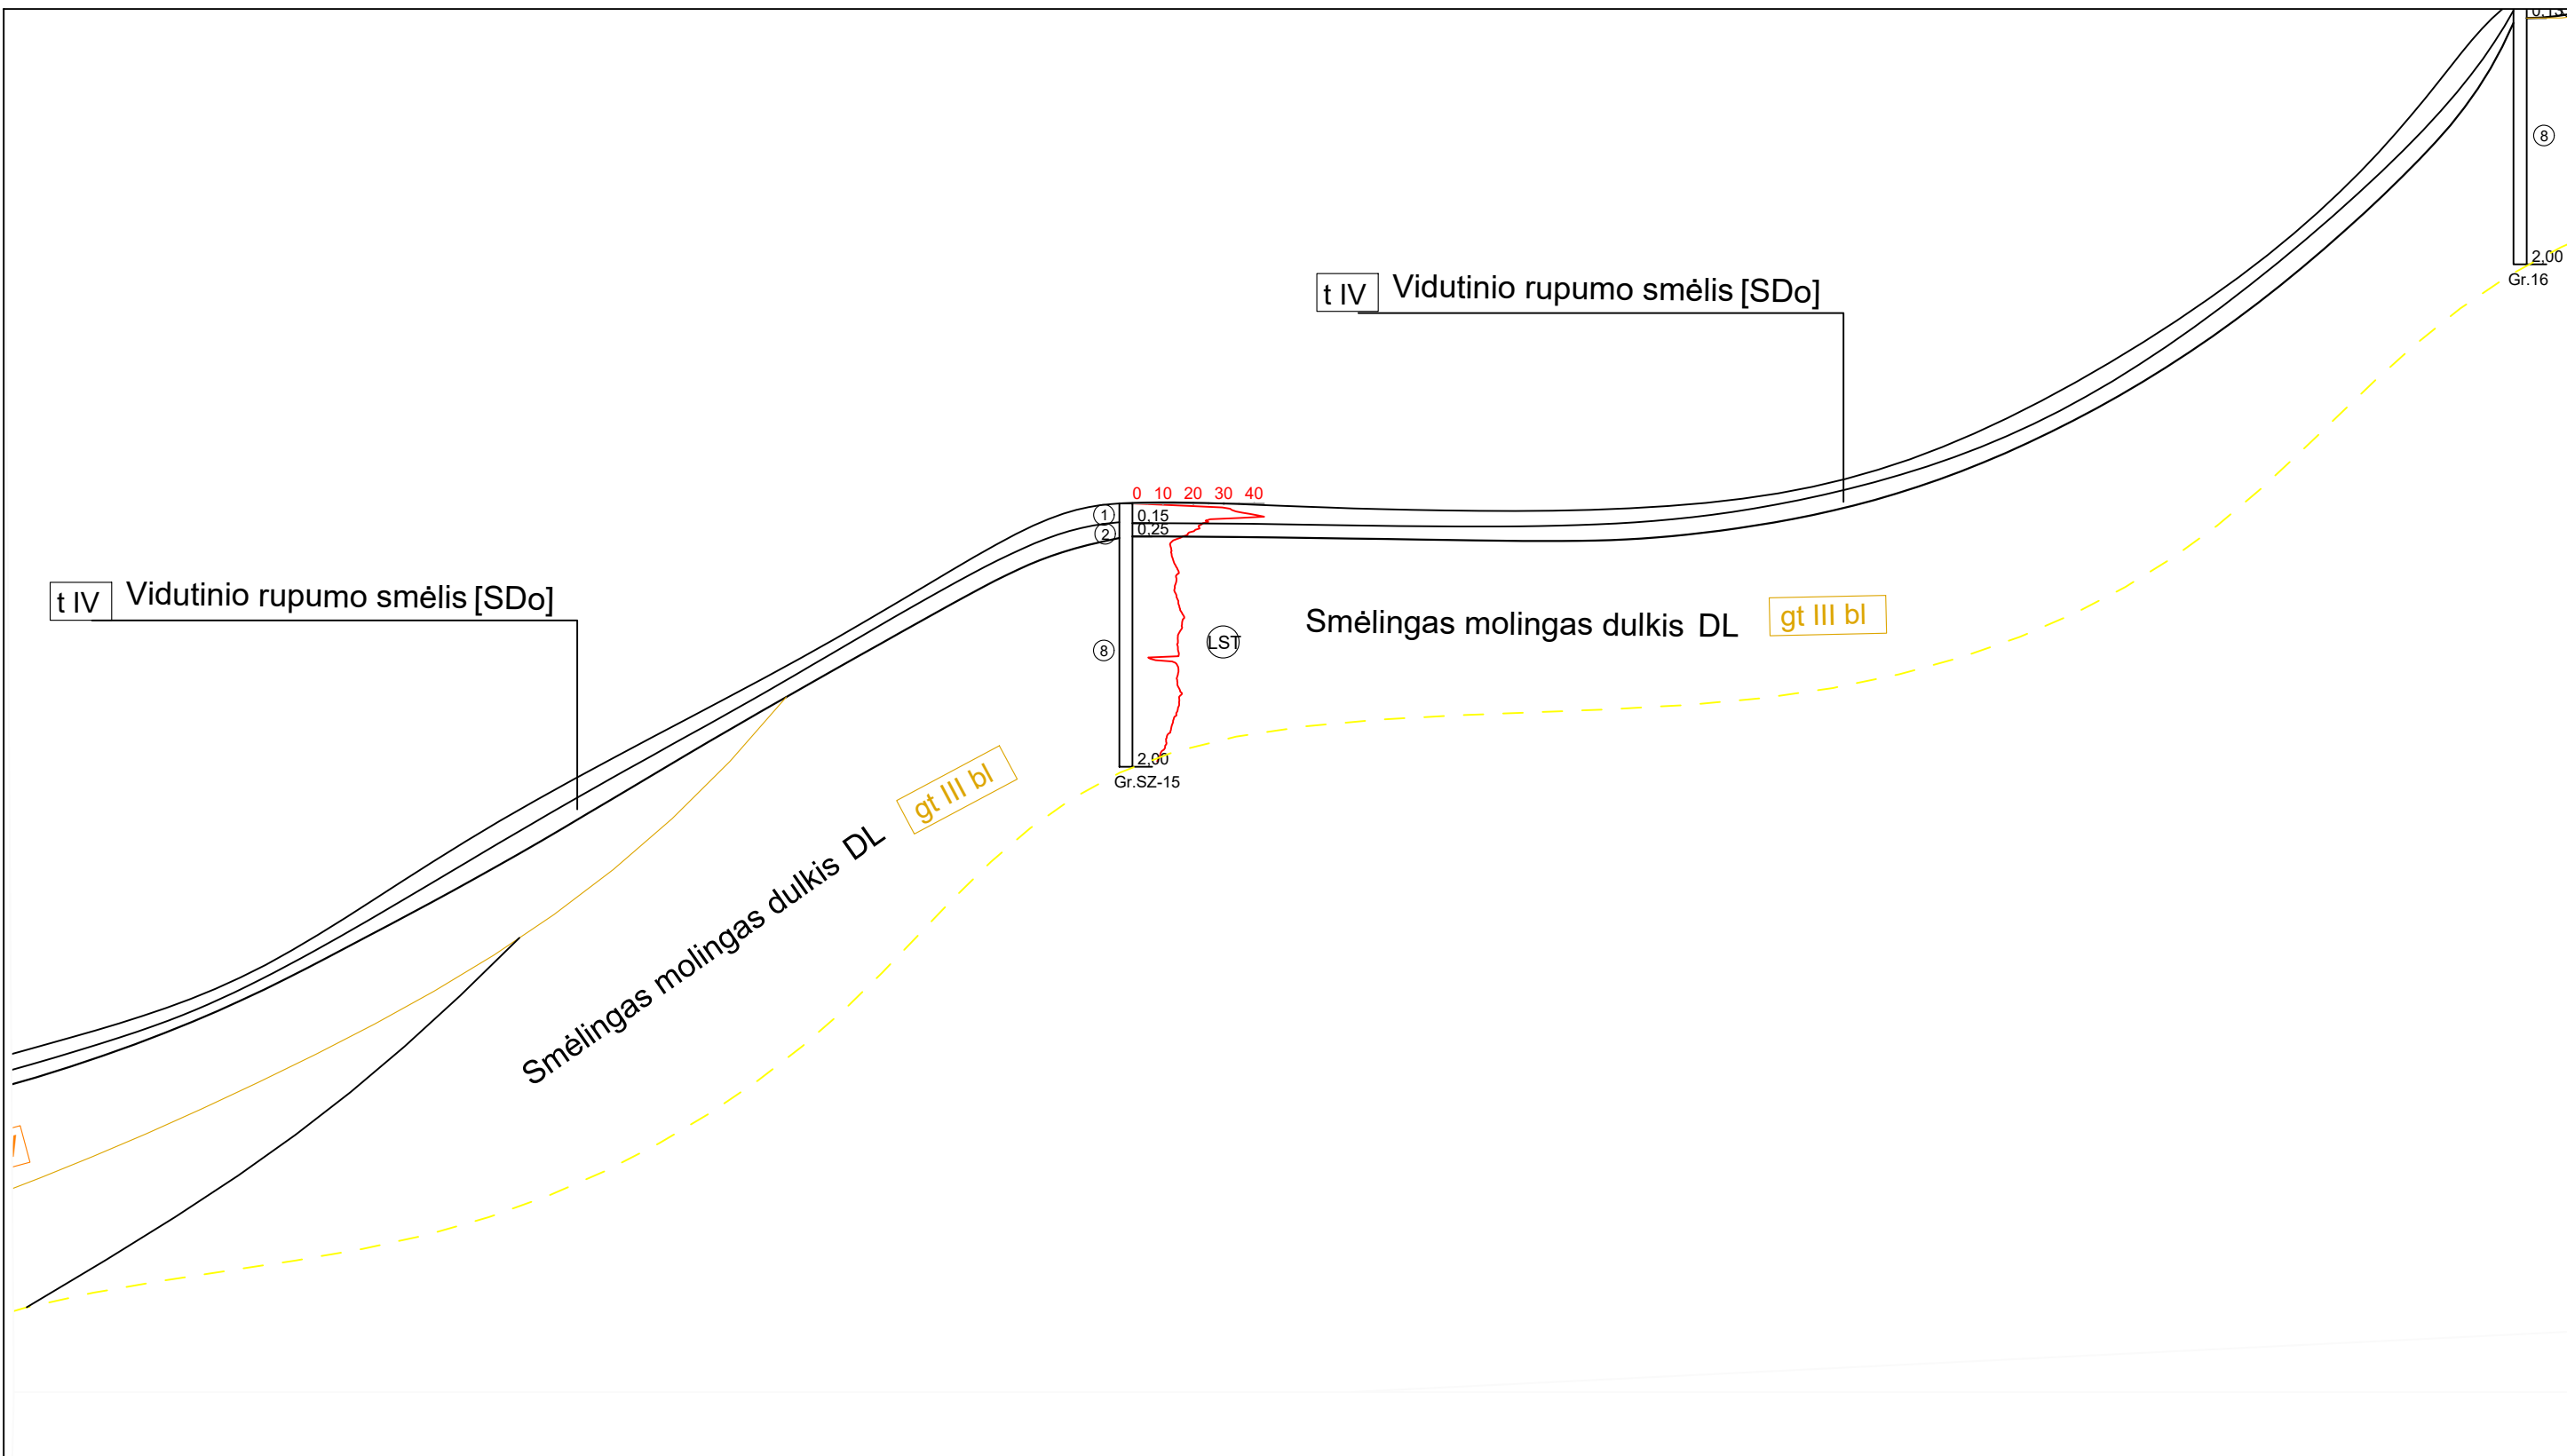 8
2,00
Gr.16
t IV Vidutinio rupumo smėlis [SDo]
0 10 20 30 40
1 0,15
2 0,25
t IV Vidutinio rupumo smėlis [SDo]
Smėlingas molingas dulkis DL gt III bl
8 LST
2,00
Gr.SZ-15
Smėlingas molingas dulkis DL gt III bl